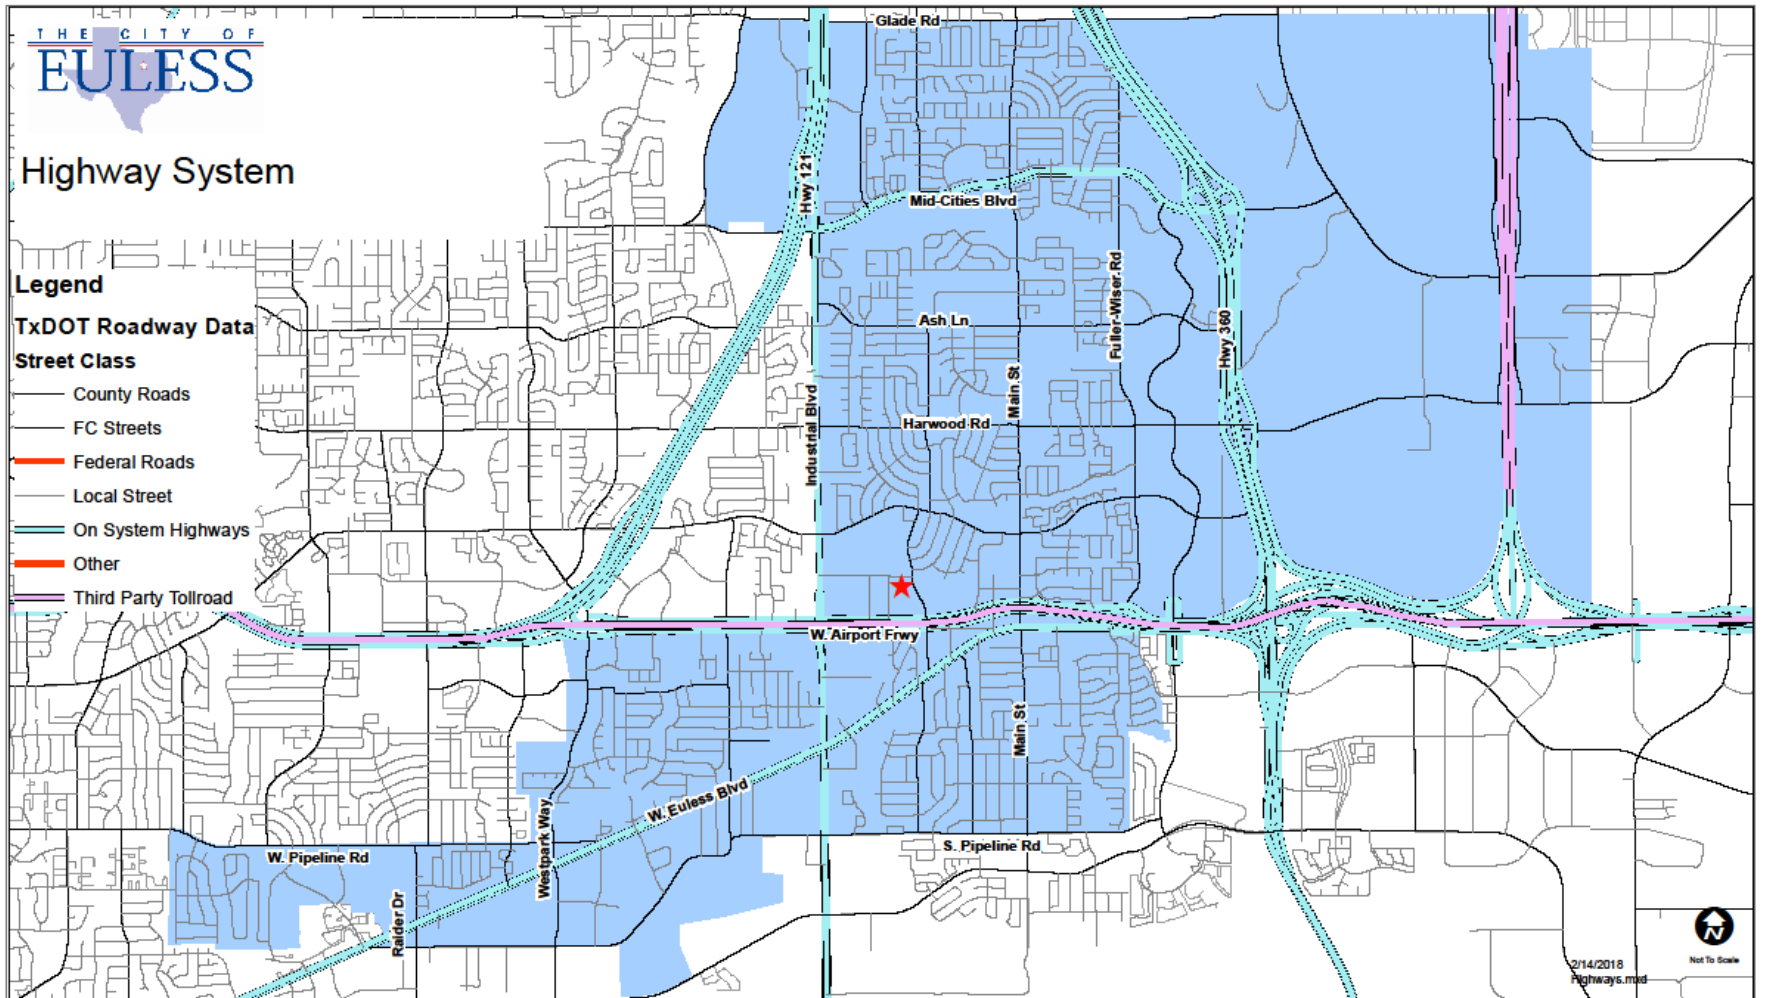 THE CITY OF
EULESS
Highway System
Legend
TxDOT Roadway Data
Street Class
County Roads
FC Streets
Federal Roads
Local Street
On System Highways
Other
Third Party Tollroad
Glade Rd
Hwy 121
Mid-Cities Blvd
Fuller-Wiser Rd
Ash Ln
Hwy 360
Main St
Industrial Blvd
Harwood Rd
W. Airport Frwy
Main St
W. Euless Blvd
Westpark Way
W. Pipeline Rd
S. Pipeline Rd
Raider Dr
N
Not To Scale
2/14/2018
Highways.mxd